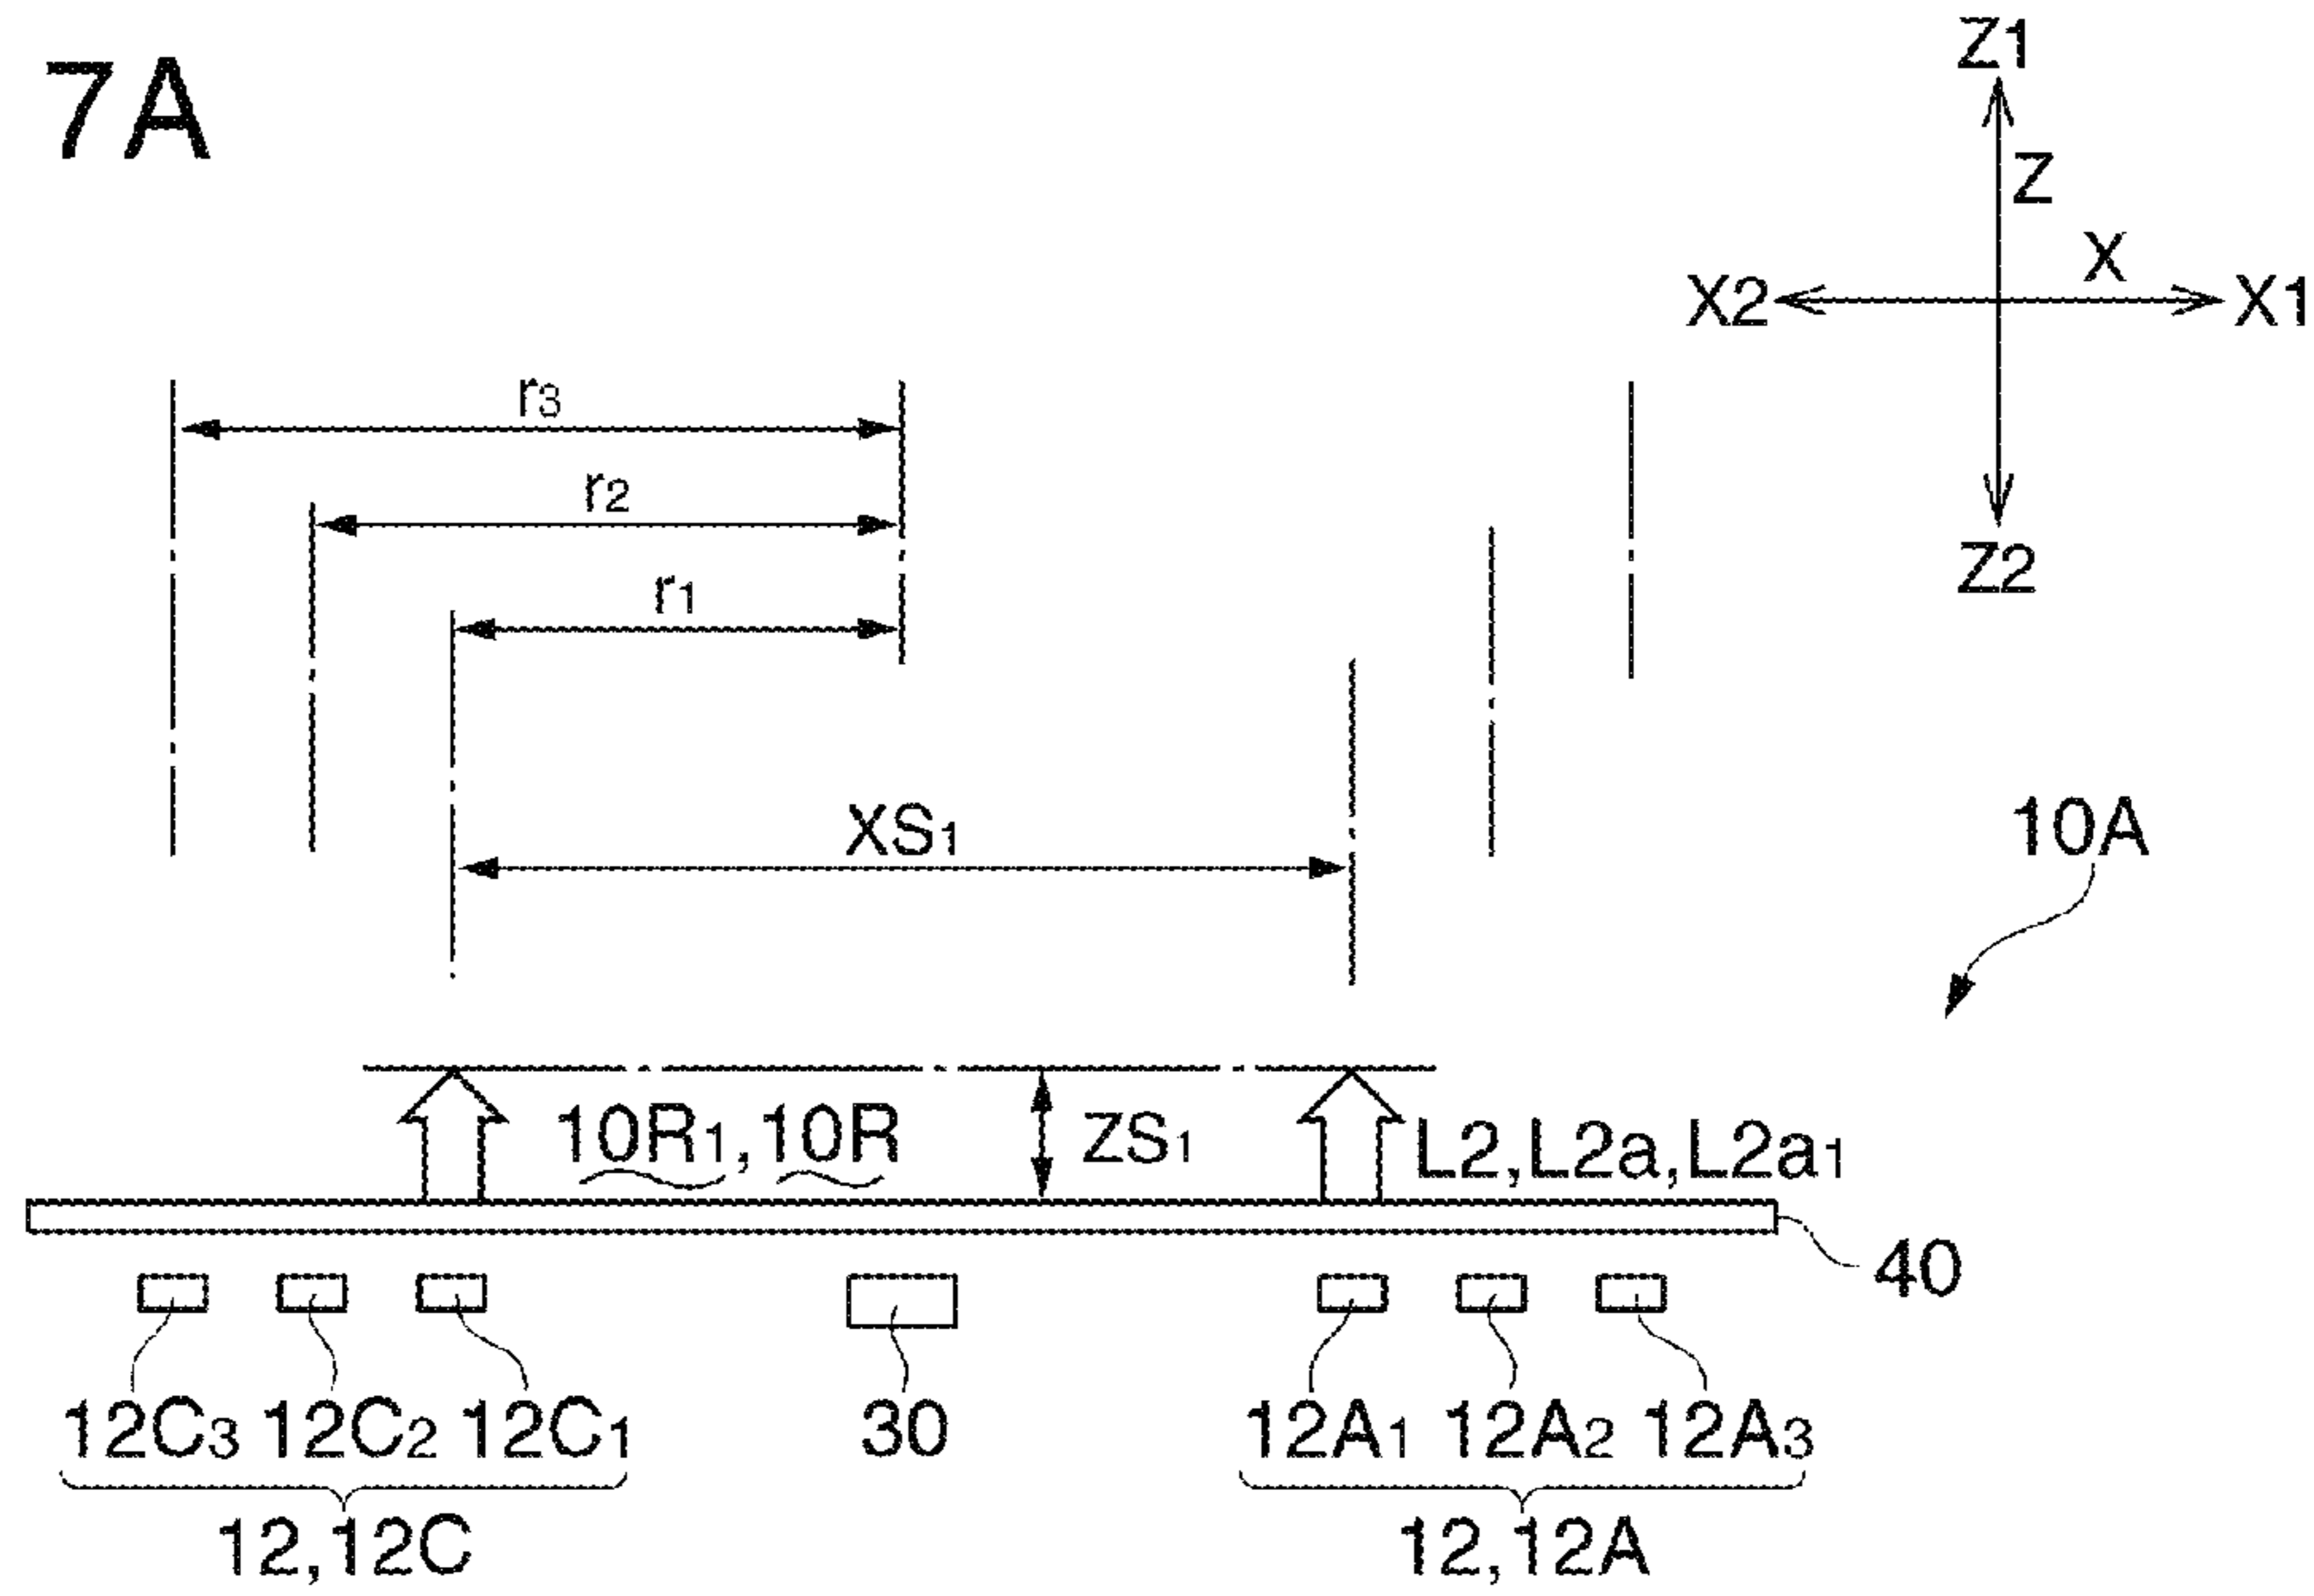 7A
Z1
Z
X
X2
X1
Z2
r3
r2
r1
XS1
10A
10R1,10R
ZS1
L2,L2a,L2a1
40
12C3 12C2 12C1
30
12A1 12A2 12A3
12,12C
12,12A